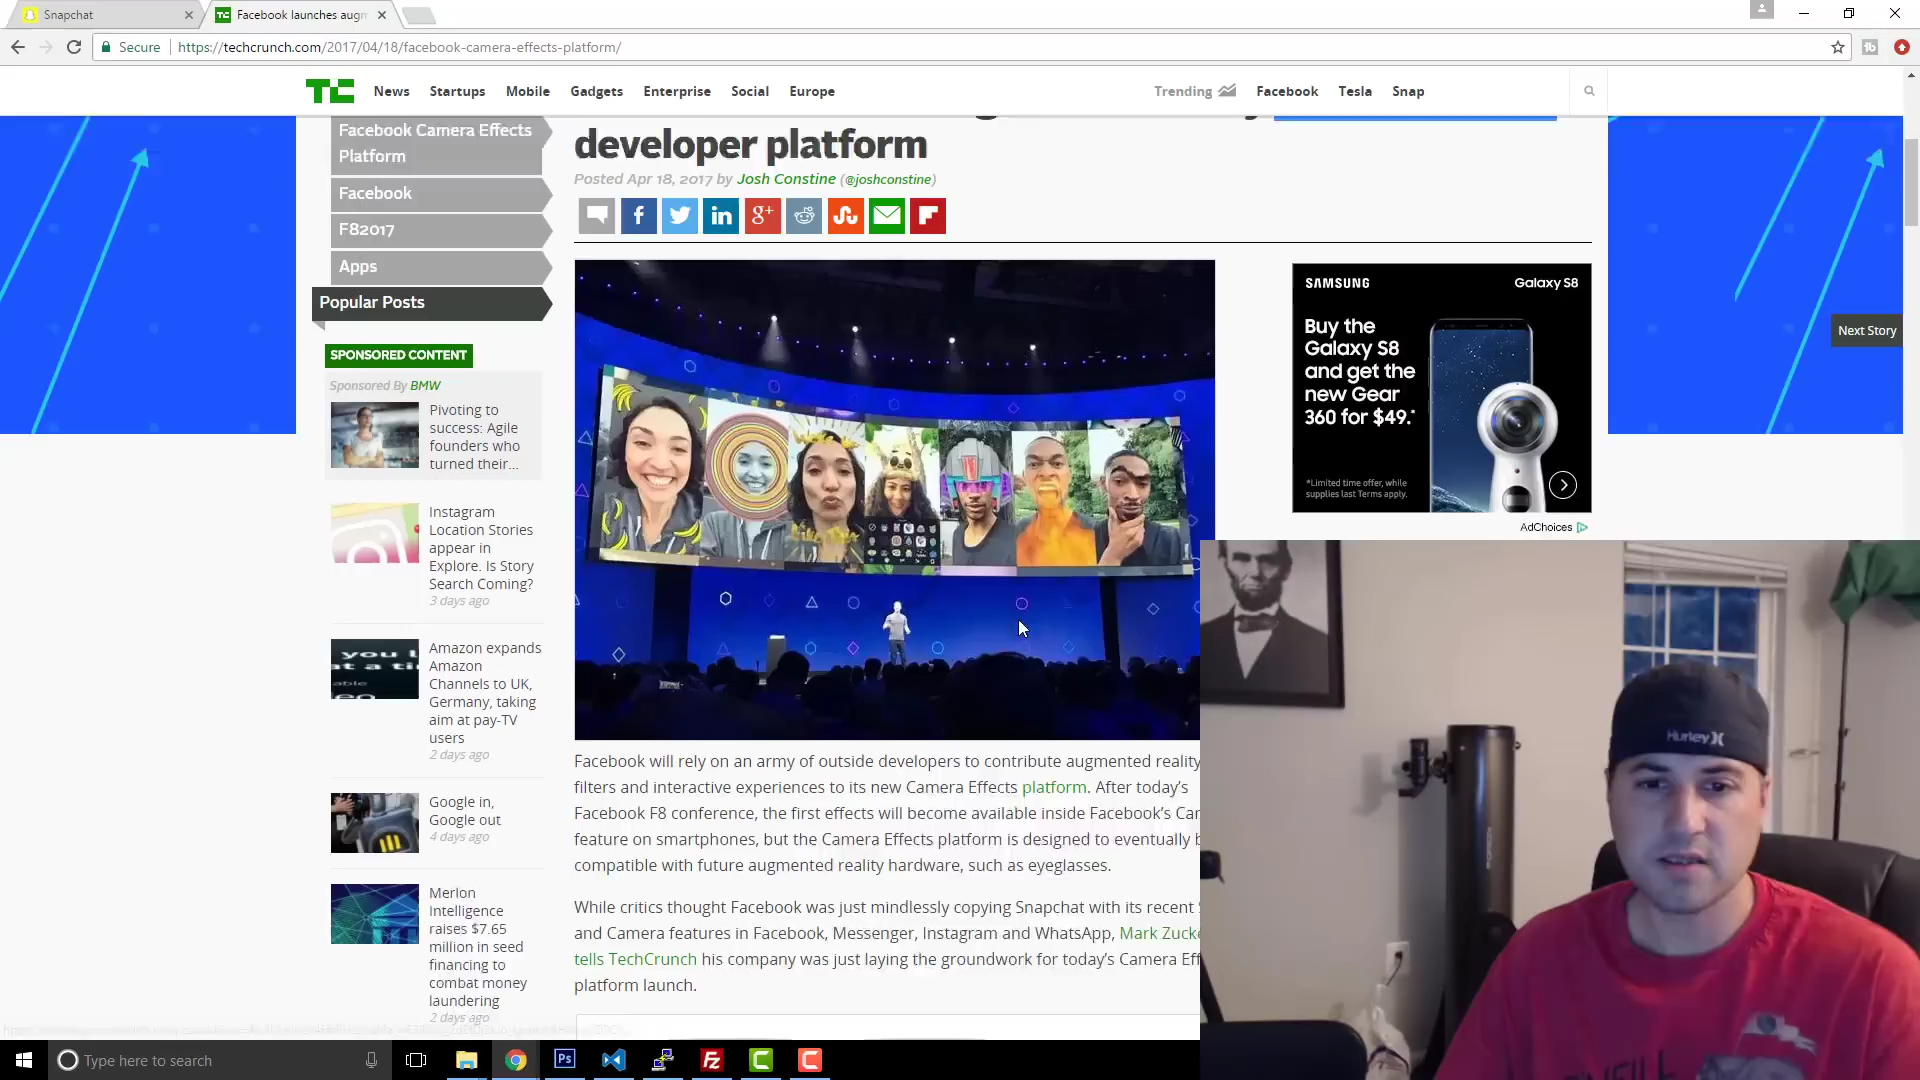 Snapchat
Facebook launches augm
Secure
https://techcrunch.com/2017/04/18/facebook-camera-effects-platform/
TC
News Startups Mobile Gadgets Enterprise Social Europe
Trending Facebook Tesla Snap
Facebook Camera Effects
Platform
Facebook
F82017
Apps
Popular Posts
SPONSORED CONTENT
Sponsored By BMW
Pivoting to
success: Agile
founders who
turned their...
Instagram
Location Stories
appear in
Explore. Is Story
Search Coming?
3 days ago
Amazon expands
Amazon
Channels to UK,
Germany, taking
aim at pay-TV
users
2 days ago
Google in,
Google out
4 days ago
Merlon
Intelligence
raises $7.65
million in seed
financing to
combat money
laundering
2 days ago
developer platform
Posted Apr 18, 2017 by Josh Constine (@joshconstine)
SAMSUNG
Galaxy S8
Buy the
Galaxy S8
and get the
new Gear
360 for $49.*
*Limited time offer, while
supplies last Terms apply.
AdChoices
Next Story
Facebook will rely on an army of outside developers to contribute augmented reality
filters and interactive experiences to its new Camera Effects platform. After today's
Facebook F8 conference, the first effects will become available inside Facebook's Ca
feature on smartphones, but the Camera Effects platform is designed to eventually
compatible with future augmented reality hardware, such as eyeglasses.
While critics thought Facebook was just mindlessly copying Snapchat with its recent
and Camera features in Facebook, Messenger, Instagram and WhatsApp, Mark Zucke
tells TechCrunch his company was just laying the groundwork for today's Camera Eff
platform launch.
Hurley
Type here to search